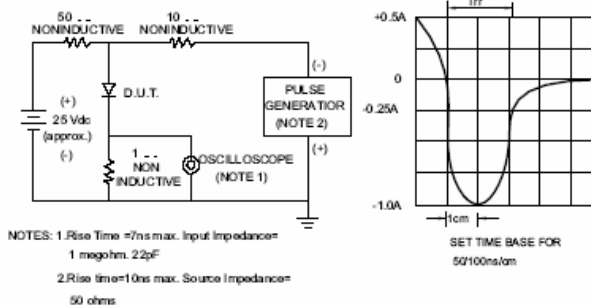 50 --
NONINDUCTIVE
10 --
NONINDUCTIVE
(+)
25 Vdc
(approx.)
(-)
D.U.T.
1 --
NON
INDUCTIVE
OSCILLOSCOPE
(NOTE 1)
(-)
PULSE
GENERATIOR
(NOTE 2)
(+)
NOTES: 1.Rise Time =7ns max. Input Impedance=
1 megohm. 22pF
2.Rise time=10ns max. Source Impedance=
50 ohms
Trr
+0.5A
0
-0.25A
-1.0A
1cm
SET TIME BASE FOR
50/100ns/cm